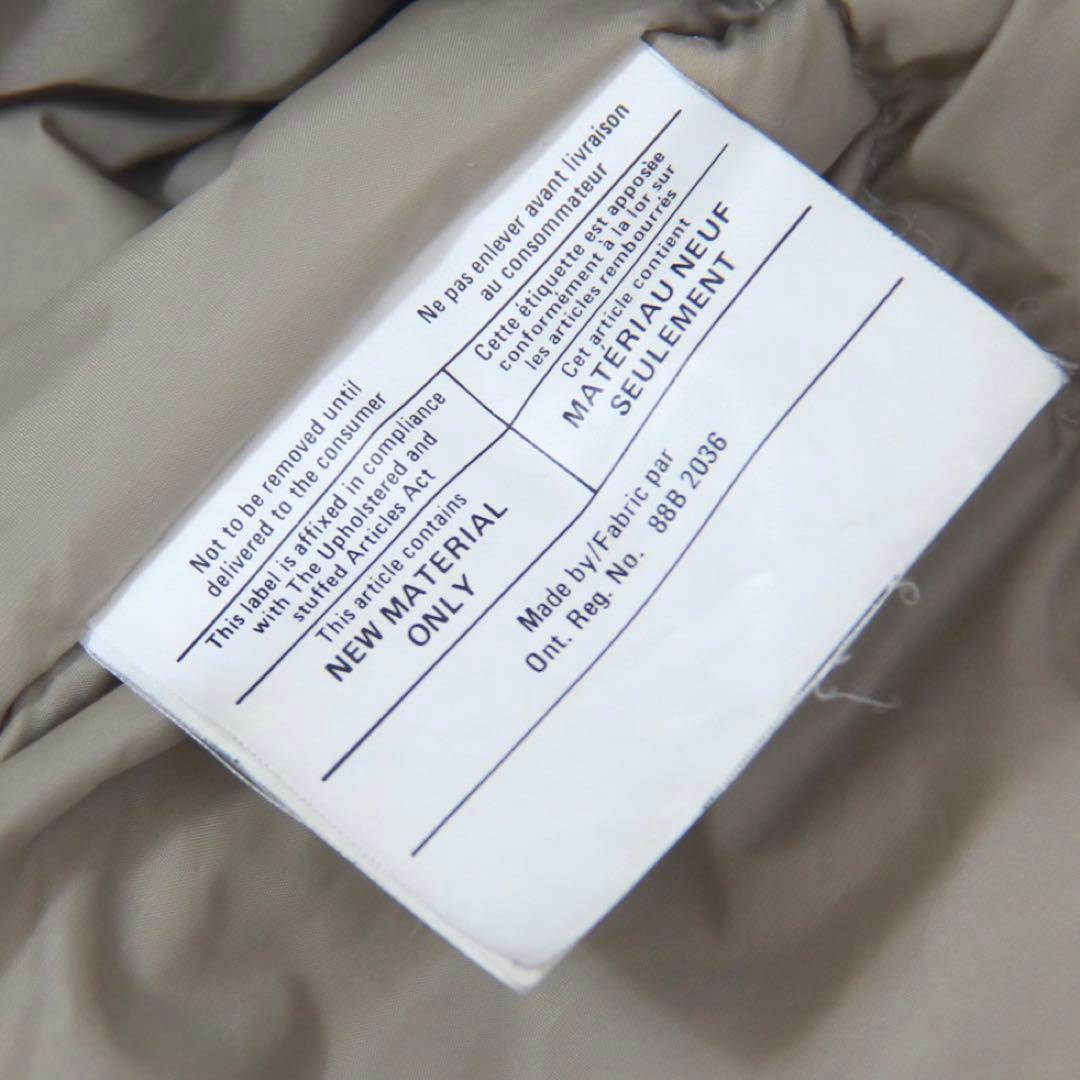 Not to be removed until
delivered to the consumer
This label is affixed in compliance
with The Upholstered and
stuffed Articles Act
This article contains
NEW MATERIAL
ONLY
Ne pas enlever avant livraison
au consommateur
Cette étiquette est apposèe
conformément à la lor sur
les articles rembourrès
Cet article contient
MATÉRIAU NEUF
SEULEMENT
Made by/Fabric par
Ont. Reg. No. 88B 2036